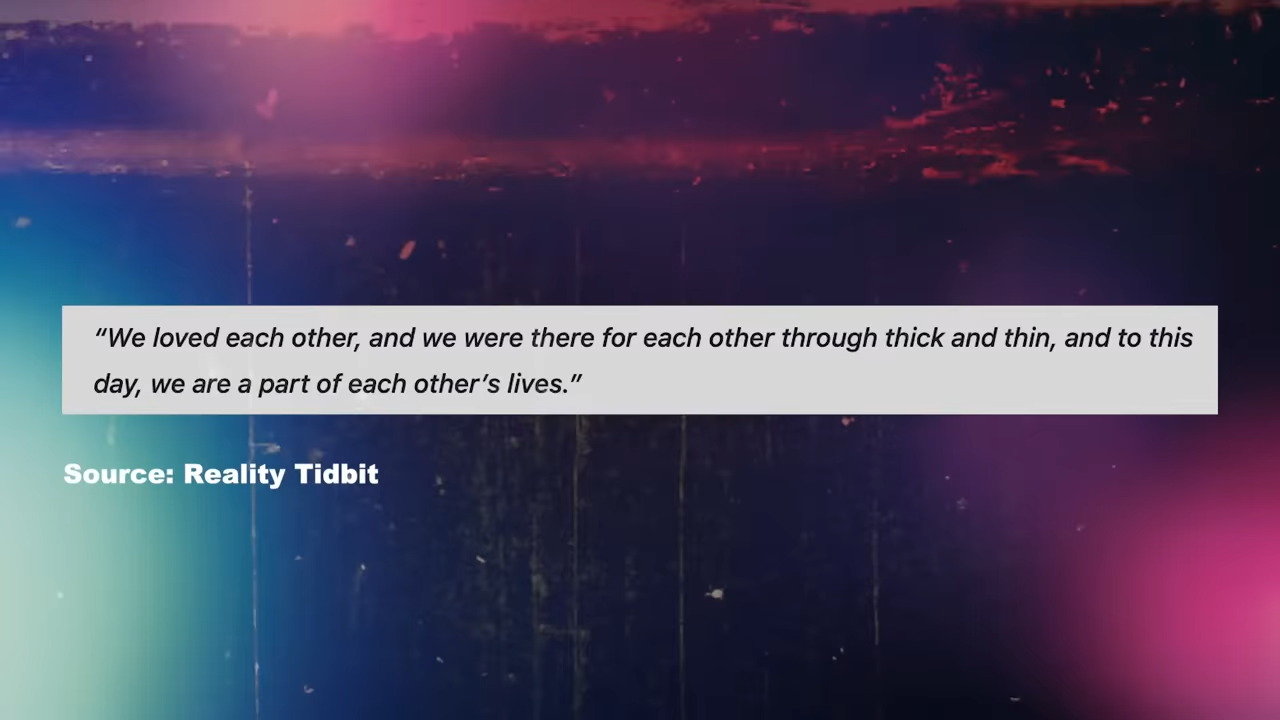 “We loved each other, and we were there for each other through thick and thin, and to this
day, we are a part of each other’s lives.”
Source: Reality Tidbit